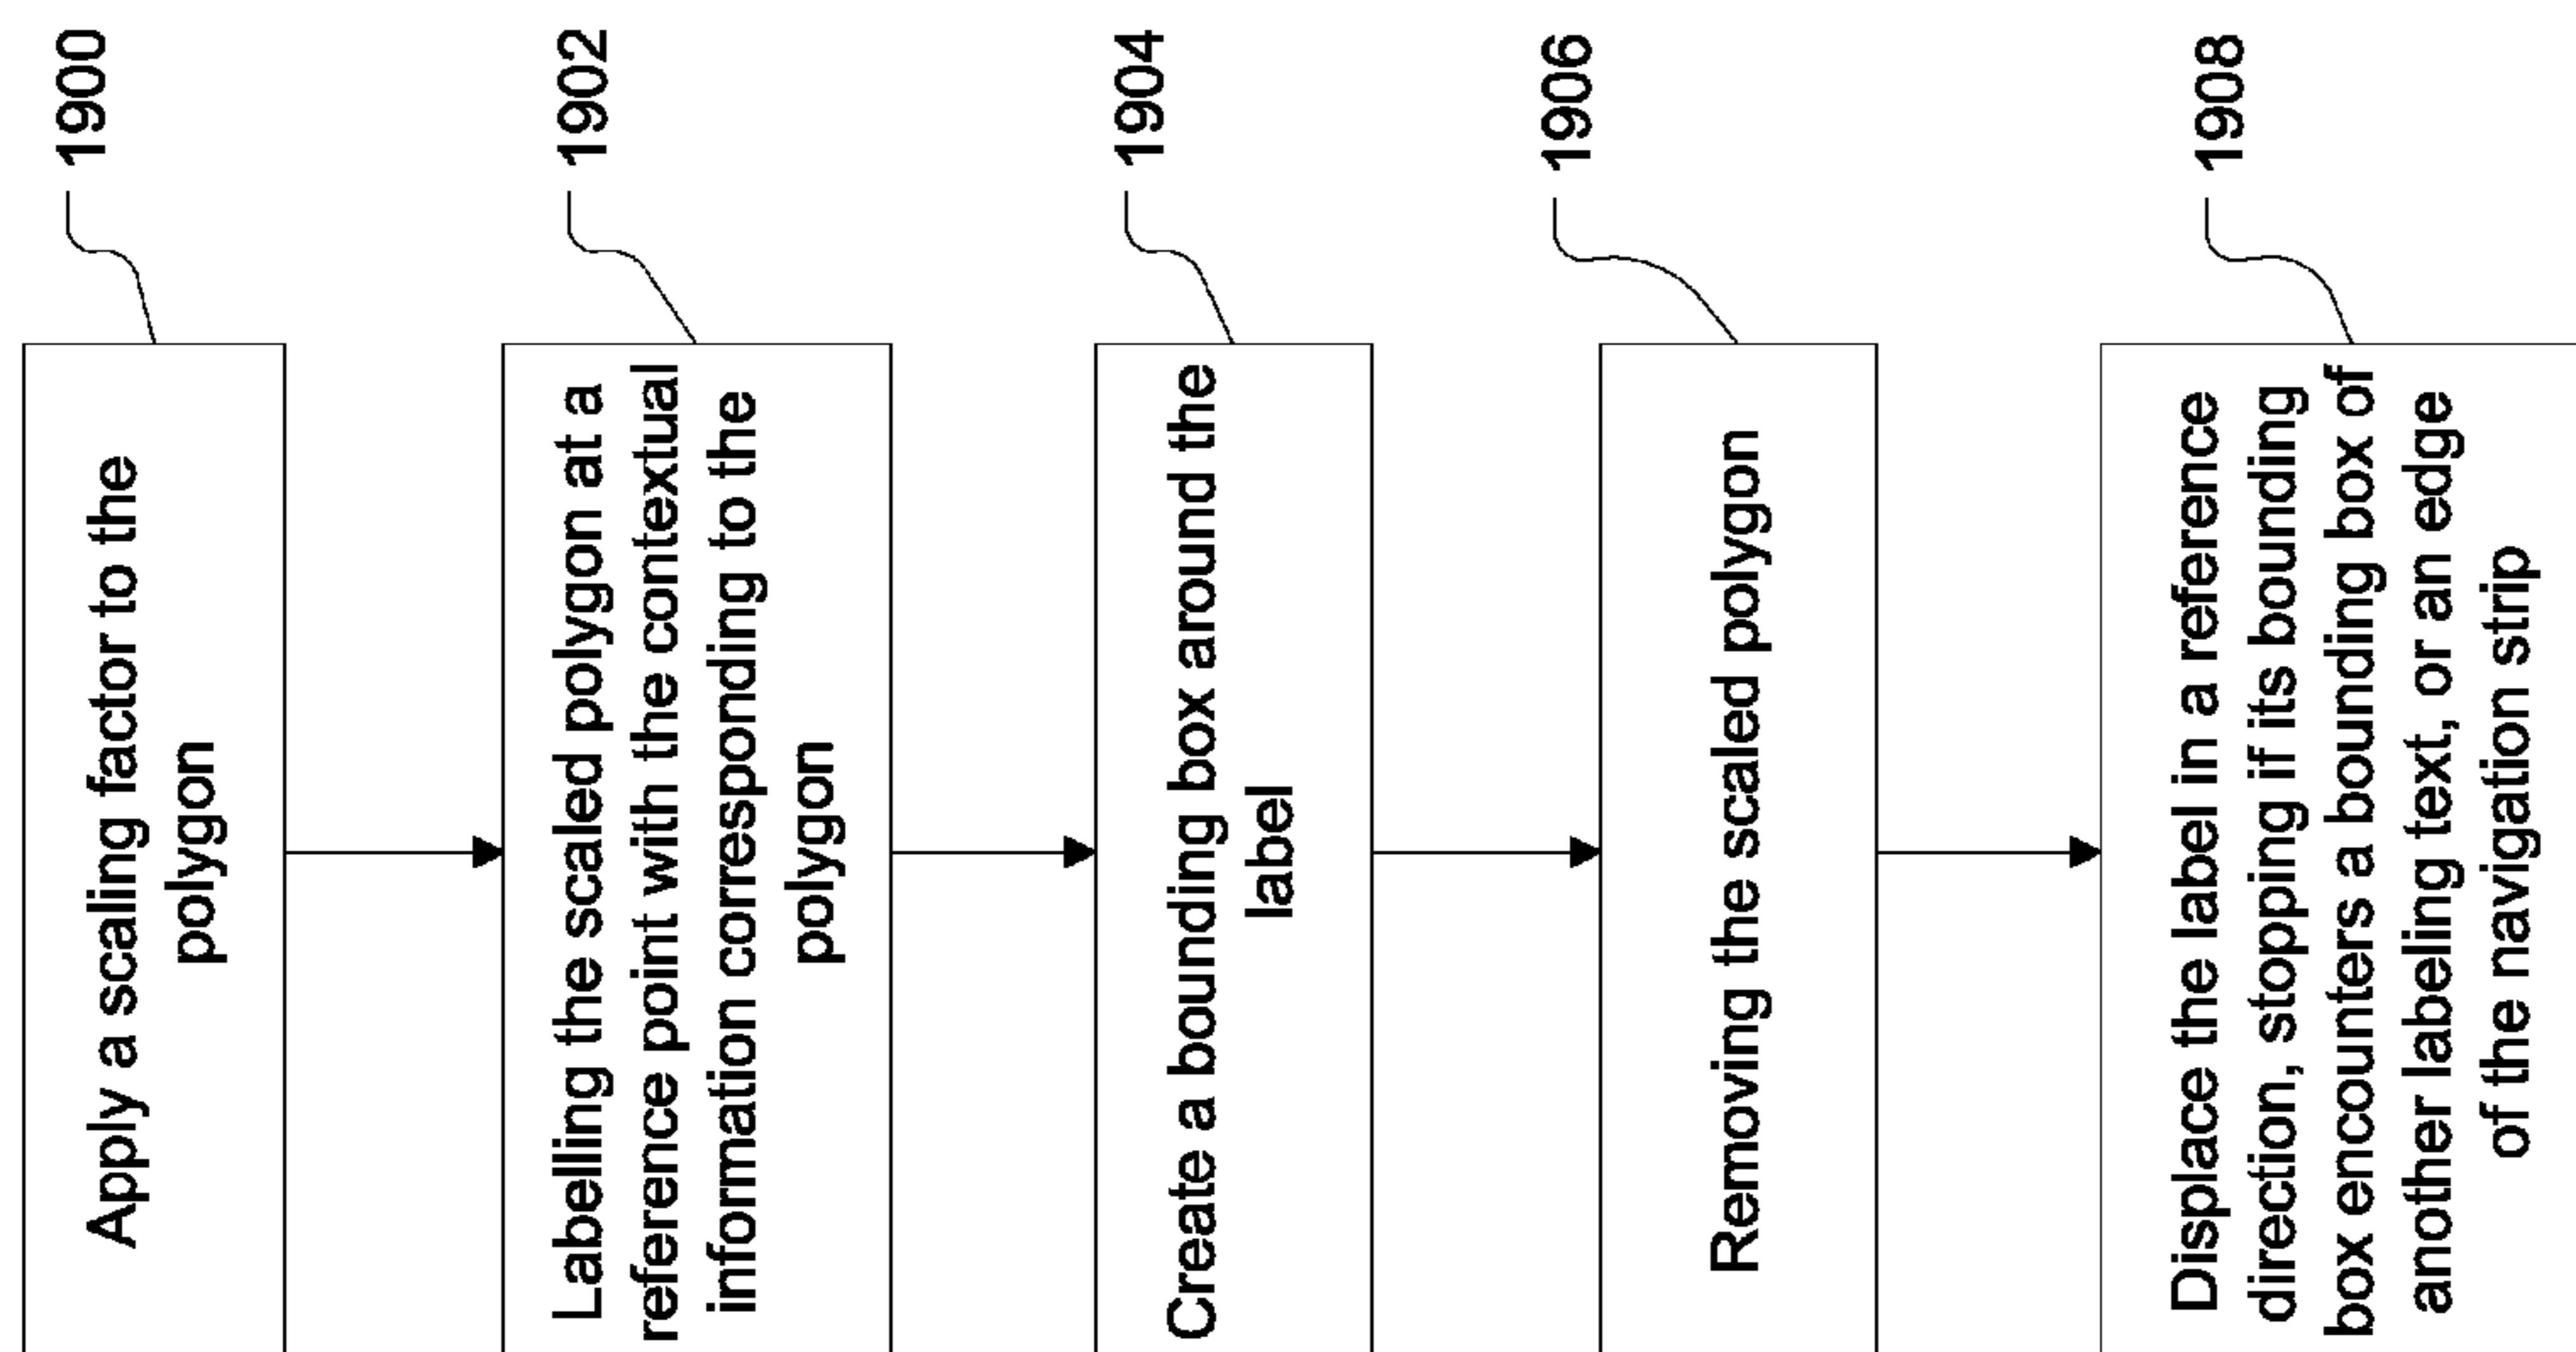 1900
Apply a scaling factor to the
polygon
1902
Labelling the scaled polygon at a
reference point with the contextual
information corresponding to the
polygon
1904
Create a bounding box around the
label
1906
Removing the scaled polygon
1908
Displace the label in a reference
direction, stopping if its bounding
box encounters a bounding box of
another labeling text, or an edge
of the navigation strip